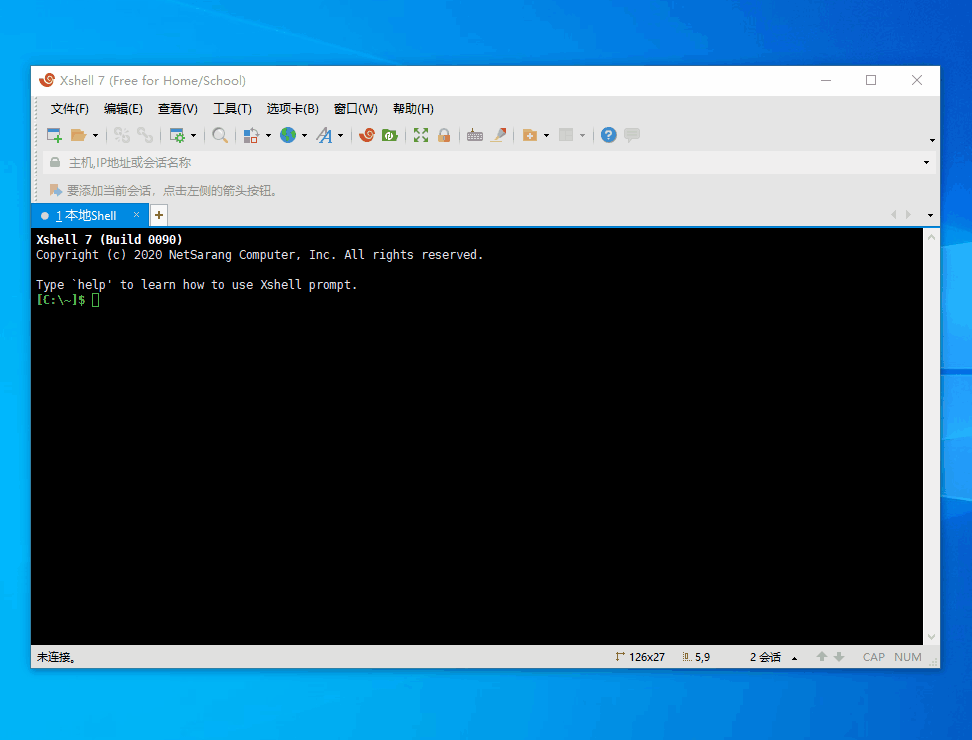 Xshell 7 (Free for Home/School)
文件(F) 编辑(E) 查看(V) 工具(T) 选项卡(B) 窗口(W) 帮助(H)
主机,IP地址或会话名称
要添加当前会话，点击左侧的箭头按钮。
1 本地Shell × +
Xshell 7 (Build 0090)
Copyright (c) 2020 NetSarang Computer, Inc. All rights reserved.
Type `help' to learn how to use Xshell prompt.
[C:\~]$
未连接。 126x27 5,9 2 会话 CAP NUM